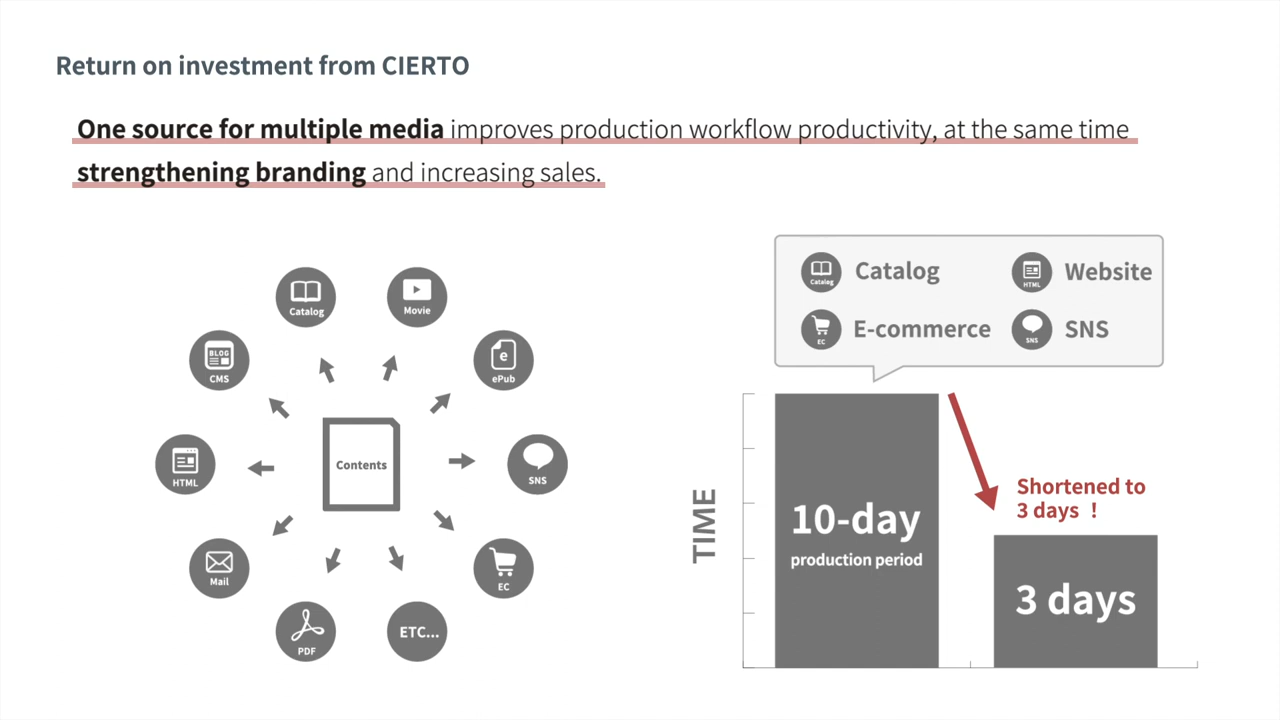 Return on investment from CIERTO
One source for multiple media improves production workflow productivity, at the same time
strengthening branding and increasing sales.
Catalog
Movie
BLOG
CMS
e
ePub
HTML
Contents
SNS
Mail
EC
PDF
ETC...
Catalog
Catalog
HTML
Website
EC
E-commerce
SNS
SNS
TIME
10-day
production period
Shortened to
3 days !
3 days